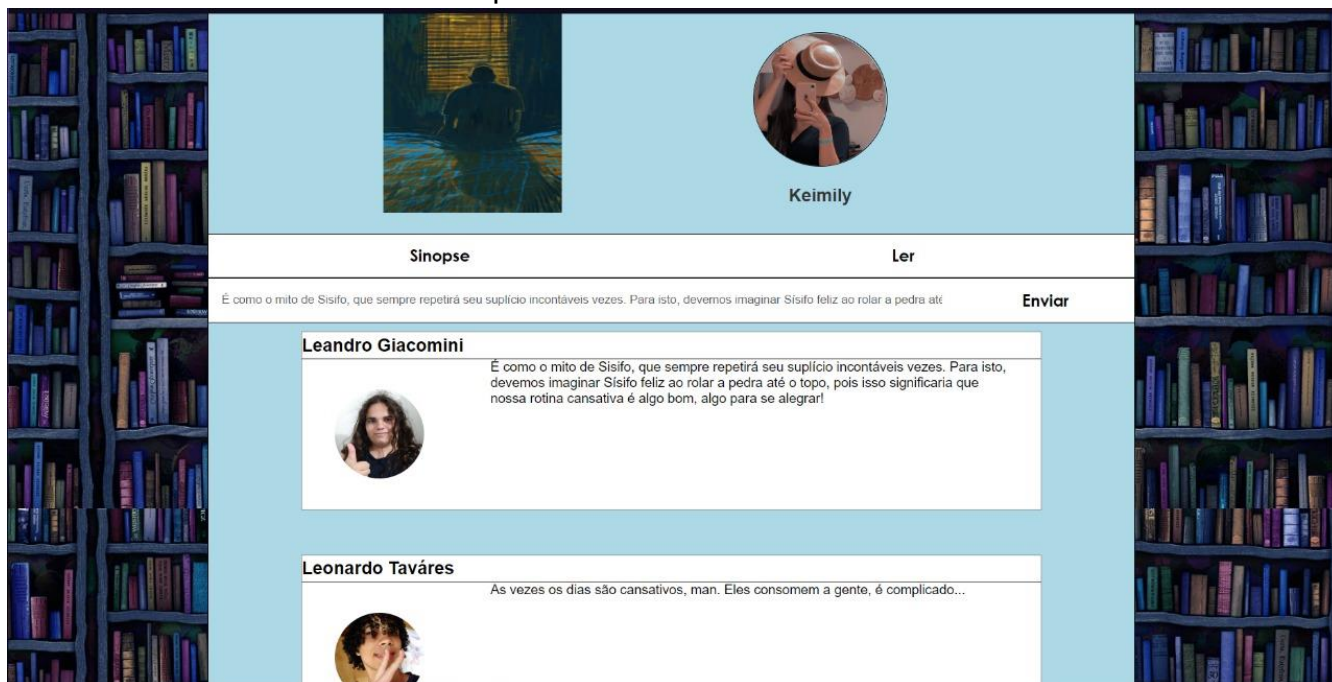 Keimily
Sinopse
Ler
É como o mito de Sisifo, que sempre repetirá seu suplício incontáveis vezes. Para isto, devemos imaginar Sísifo feliz ao rolar a pedra até
Enviar
Leandro Giacomini
É como o mito de Sisifo, que sempre repetirá seu suplício incontáveis vezes. Para isto,
devemos imaginar Sísifo feliz ao rolar a pedra até o topo, pois isso significaria que
nossa rotina cansativa é algo bom, algo para se alegrar!
Leonardo Taváres
As vezes os dias são cansativos, man. Eles consomem a gente, é complicado...